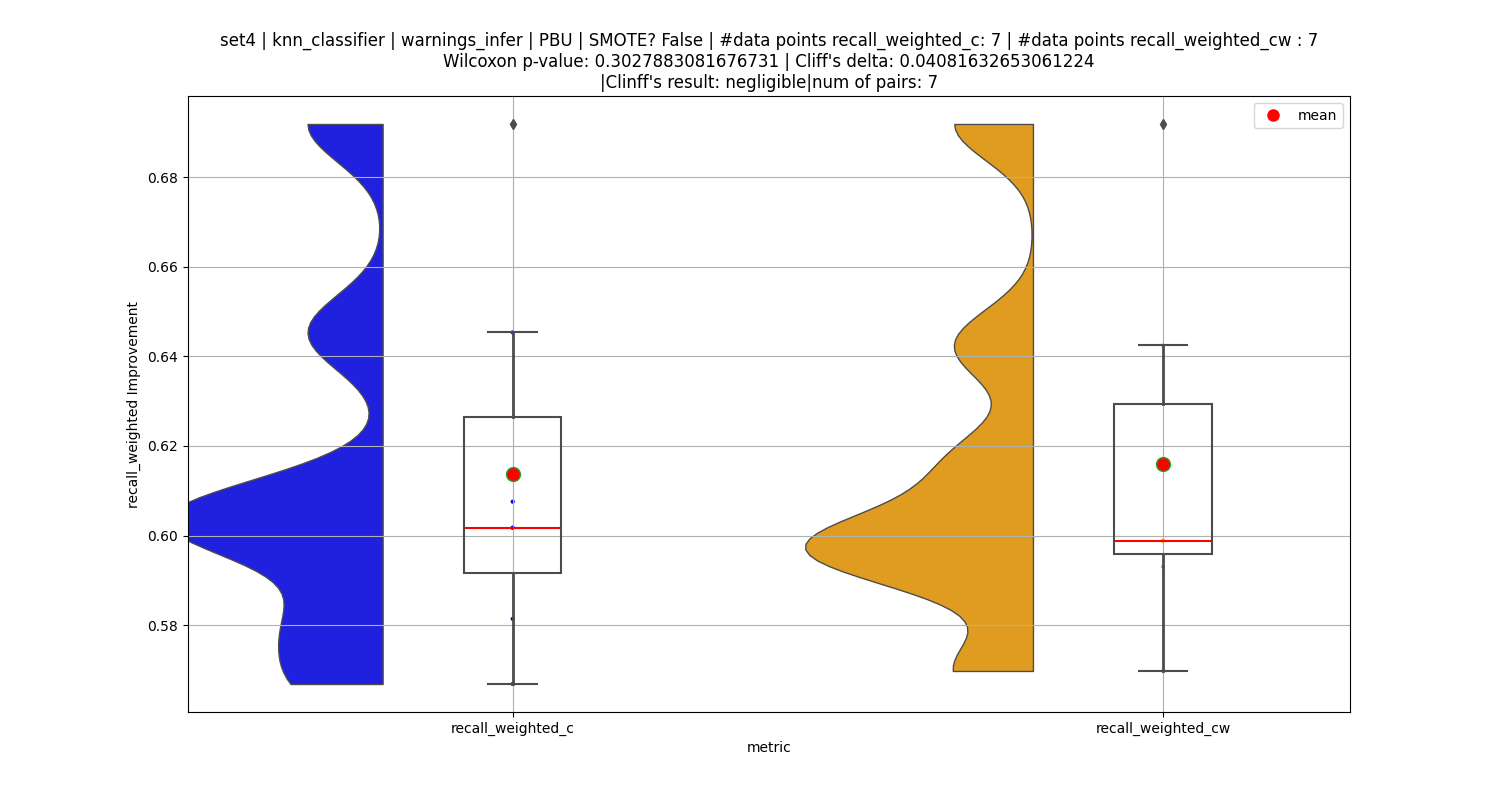 set4 | knn_classifier | warnings_infer | PBU | SMOTE? False | #data points recall_weighted_c: 7 | #data points recall_weighted_cw : 7
Wilcoxon p-value: 0.3027883081676731 | Cliff's delta: 0.04081632653061224
|Clinff's result: negligible|num of pairs: 7
mean
0.68
0.66
0.64
0.62
0.60
0.58
recall_weighted Improvement
recall_weighted_c
recall_weighted_cw
metric